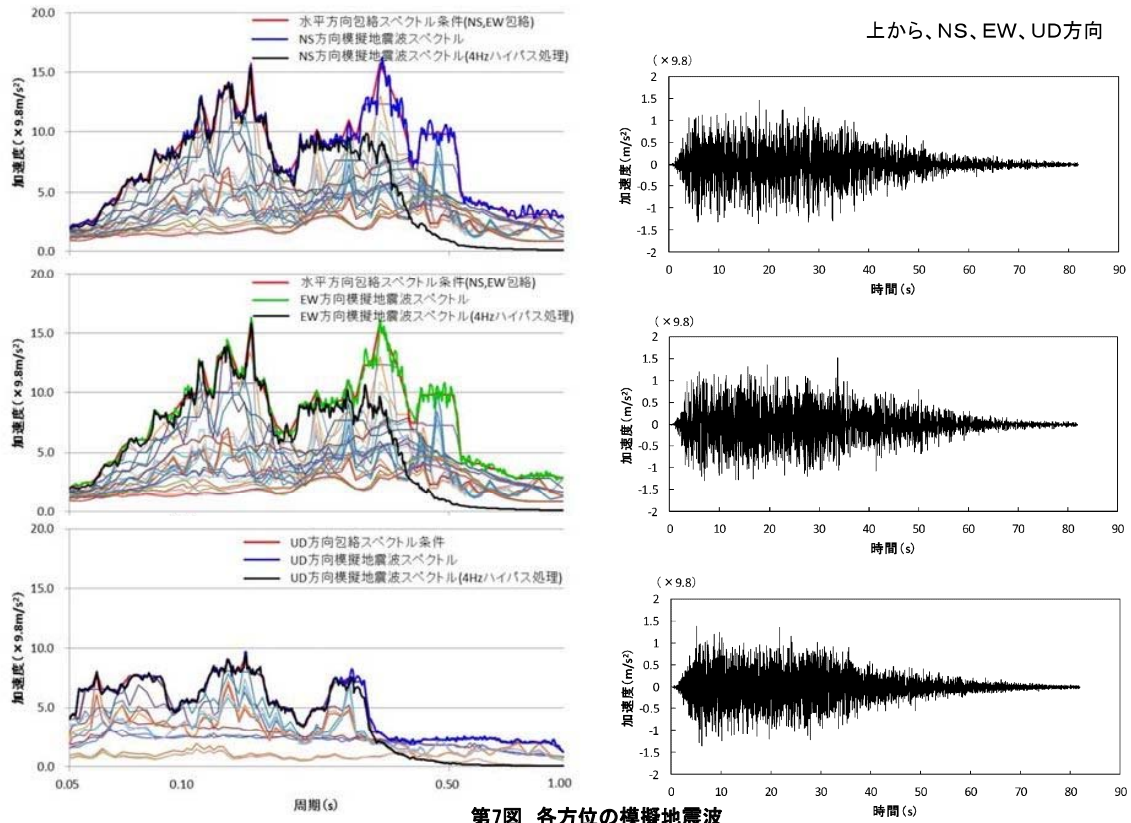 上から、NS、EW、UD方向
20.0
15.0
10.0
5.0
0.0
加速度(×9.8m/s²)
水平方向包絡スペクトル条件(NS,EW包絡)
NS方向模擬地震波スペクトル
NS方向模擬地震波スペクトル(4Hzハイパス処理)
20.0
15.0
10.0
5.0
0.0
加速度(×9.8m/s²)
水平方向包絡スペクトル条件(NS,EW包絡)
EW方向模擬地震波スペクトル
EW方向模擬地震波スペクトル(4Hzハイパス処理)
20.0
15.0
10.0
5.0
0.0
加速度(×9.8m/s²)
UD方向包絡スペクトル条件
UD方向模擬地震波スペクトル
UD方向模擬地震波スペクトル(4Hzハイパス処理)
0.05 0.10 0.50 1.00
周期(s)
(×9.8)
2
1.5
1
0.5
0
-0.5
-1
-1.5
-2
加速度(m/s²)
0 10 20 30 40 50 60 70 80 90
時間(s)
(×9.8)
2
1.5
1
0.5
0
-0.5
-1
-1.5
-2
加速度(m/s²)
0 10 20 30 40 50 60 70 80 90
時間(s)
(×9.8)
2
1.5
1
0.5
0
-0.5
-1
-1.5
-2
加速度(m/s²)
0 10 20 30 40 50 60 70 80 90
時間(s)
第7図 各方位の模擬地震波